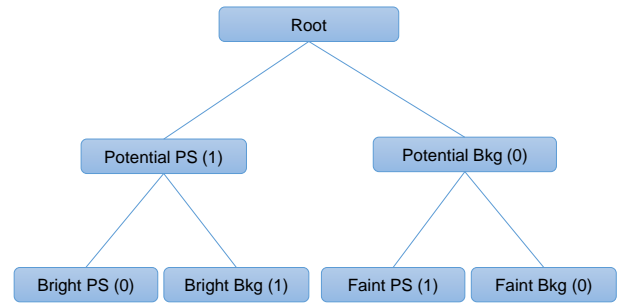 Root
Potential PS (1)
Potential Bkg (0)
Bright PS (0)
Bright Bkg (1)
Faint PS (1)
Faint Bkg (0)